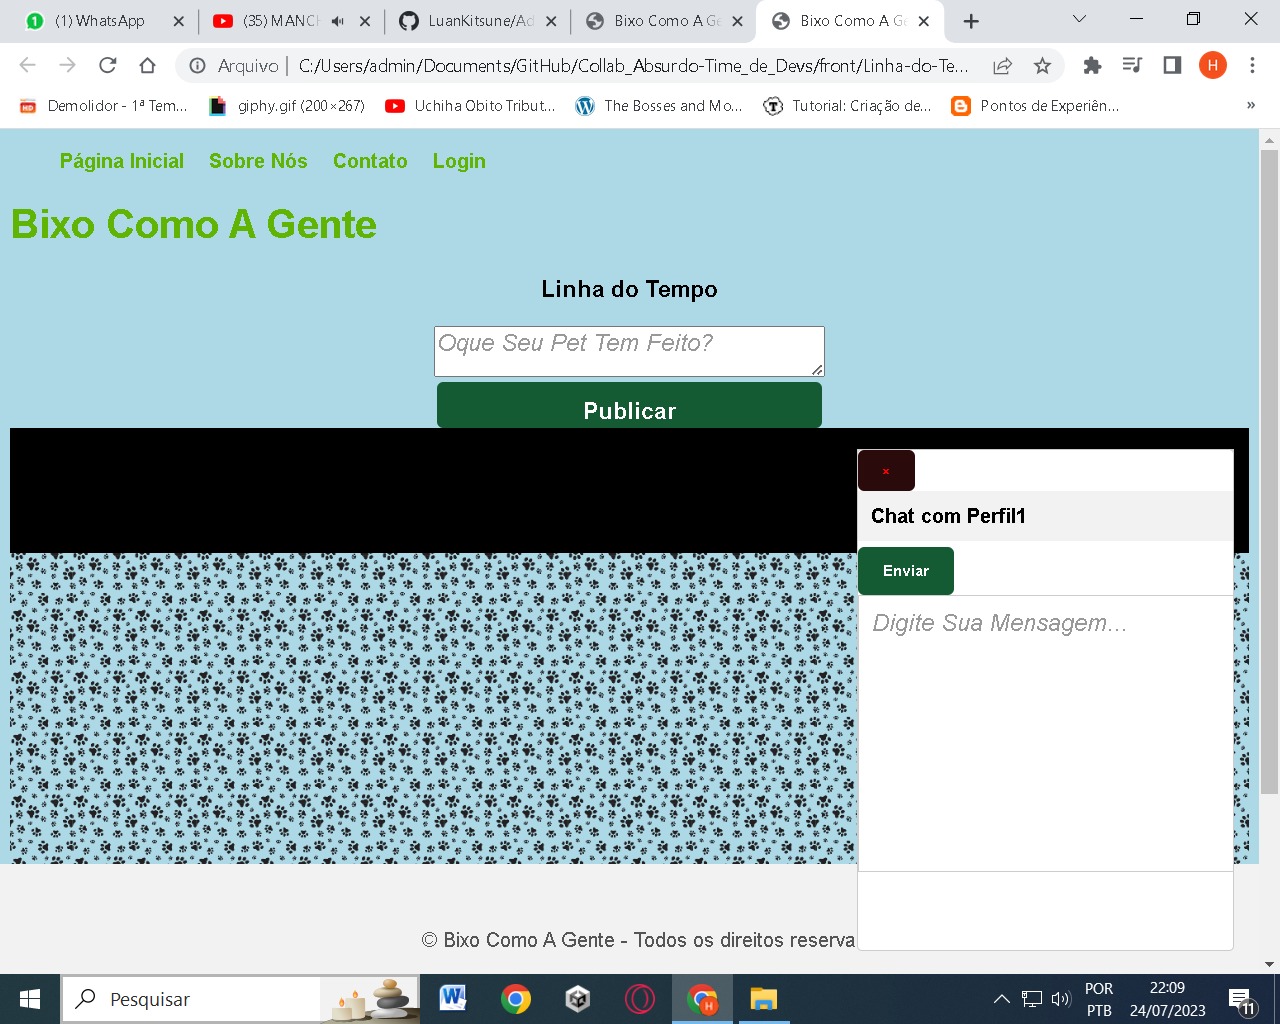 (1) WhatsApp
(35) MANCH
LuanKitsune/Ad
Bixo Como A Ge
Bixo Como A Ge
Arquivo
C:/Users/admin/Documents/GitHub/Collab_Absurdo-Time_de_Devs/front/Linha-do-Te...
H
Demolidor - 1ª Tem...
giphy.gif (200×267)
Uchiha Obito Tribut...
The Bosses and Mo...
Tutorial: Criação de...
Pontos de Experiên...
»
Página Inicial Sobre Nós Contato Login
Bixo Como A Gente
Linha do Tempo
Oque Seu Pet Tem Feito?
Publicar
×
Chat com Perfil1
Enviar
Digite Sua Mensagem...
© Bixo Como A Gente - Todos os direitos reserva
Pesquisar
POR
PTB
22:09
24/07/2023
11